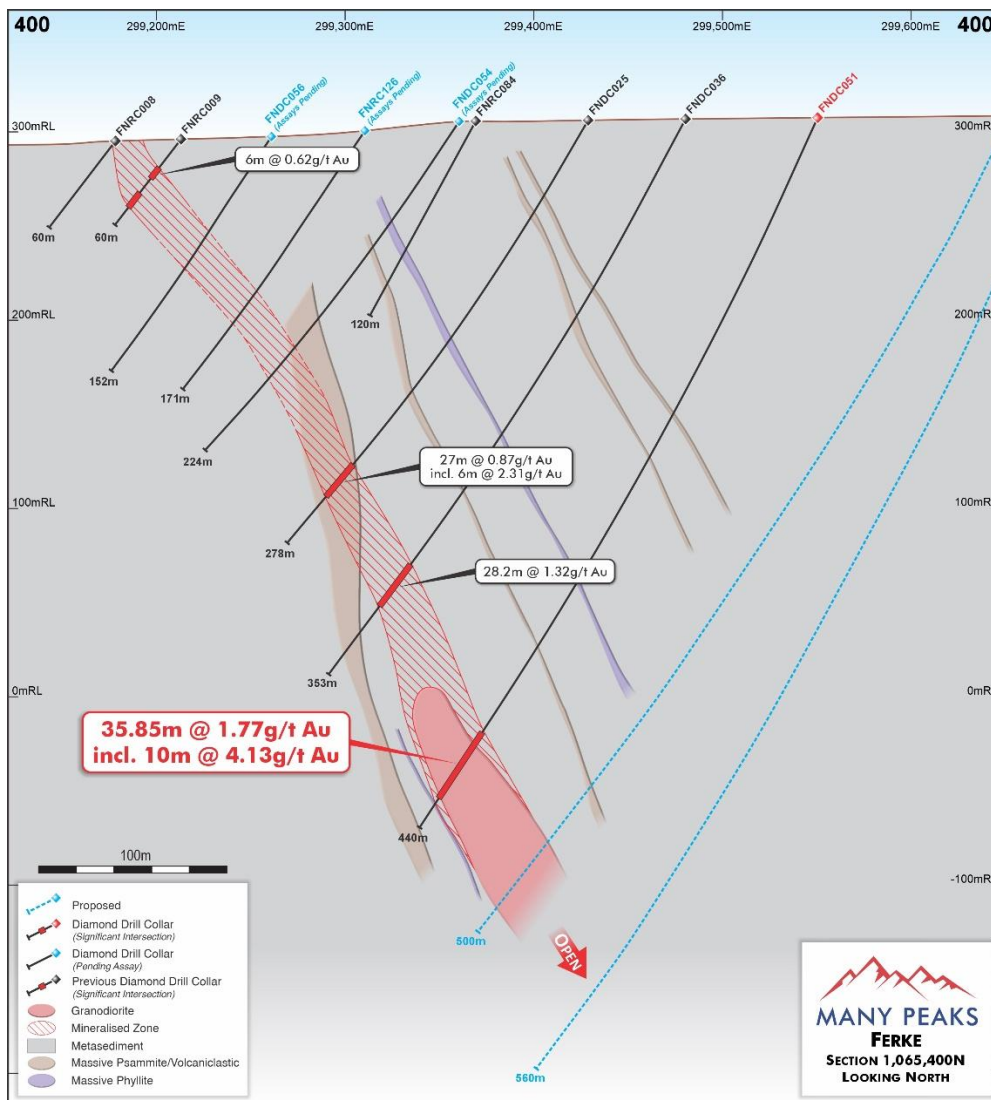 400
299,200mE
299,300mE
299,400mE
299,500mE
299,600mE
400
FNRC008
FNRC009
FNDC056
(Assays Pending)
FNRC126
(Assays Pending)
FNDC054
(Assays Pending)
FNRC084
FNDC025
FNDC036
FNDC051
300mRL
300mRL
6m @ 0.62g/t Au
60m
60m
200mRL
200mRL
120m
152m
171m
224m
27m @ 0.87g/t Au
incl. 6m @ 2.31g/t Au
100mRL
100mRL
278m
28.2m @ 1.32g/t Au
353m
0mRL
0mRL
35.85m @ 1.77g/t Au
incl. 10m @ 4.13g/t Au
440m
100m
-100mR
500m
OPEN
560m
Proposed
Diamond Drill Collar
(Significant Intersection)
Diamond Drill Collar
(Pending Assay)
Previous Diamond Drill Collar
(Significant Intersection)
Granodiorite
Mineralised Zone
Metasediment
Massive Psammite/Volcaniclastic
Massive Phyllite
MANY PEAKS
FERKE
SECTION 1,065,400N
LOOKING NORTH